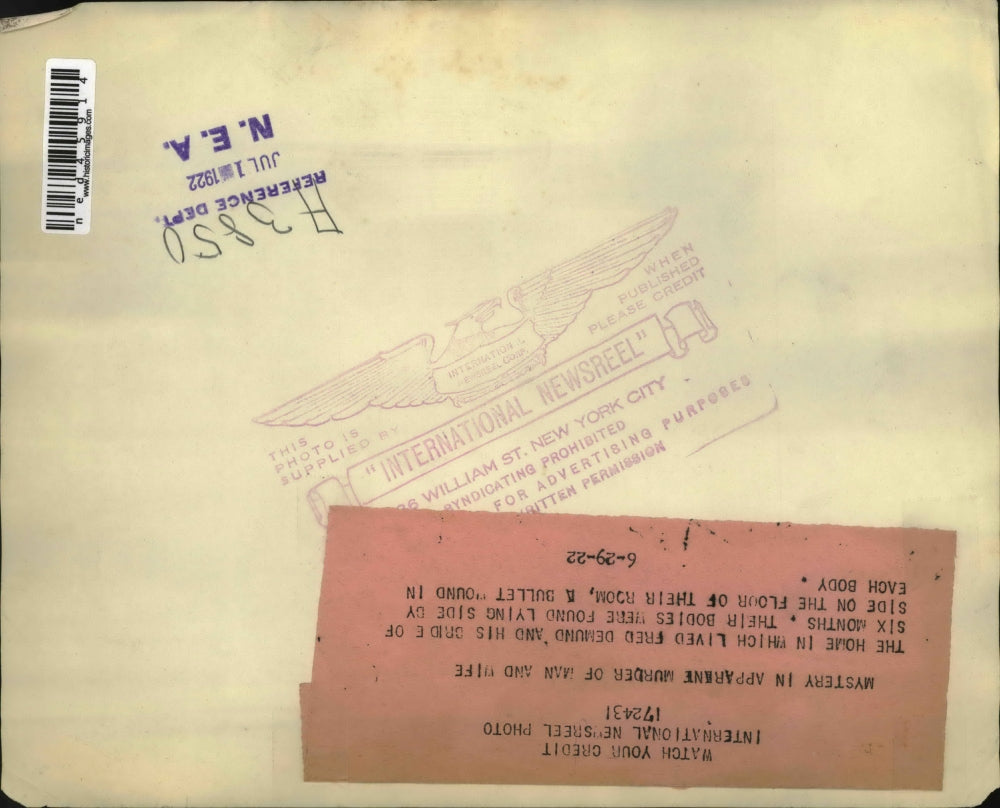 ned45914
www.historicimages.com
N. E. A.
JUL 1 1922
REFERENCE DEPT.
A3850
WHEN
PUBLISHED
PLEASE CREDIT
THIS
PHOTO IS
SUPPLIED BY
"INTERNATIONAL NEWSREEL"
WILLIAM ST. NEW YORK CITY
SYNDICATING PROHIBITED
FOR ADVERTISING PURPOSES
WRITTEN PERMISSION
WATCH YOUR CREDIT
INTERNATIONAL NEWSREEL PHOTO
172431
MYSTERY IN APPARENT MURDER OF MAN AND WIFE
THE HOME IN WHICH LIVED FRED DEMUND AND HIS BRIDE OF
SIX MONTHS . THEIR BODIES WERE FOUND LYING SIDE BY
SIDE ON THE FLOOR OF THEIR ROOM, A BULLET WOUND IN
EACH BODY .
6-29-22